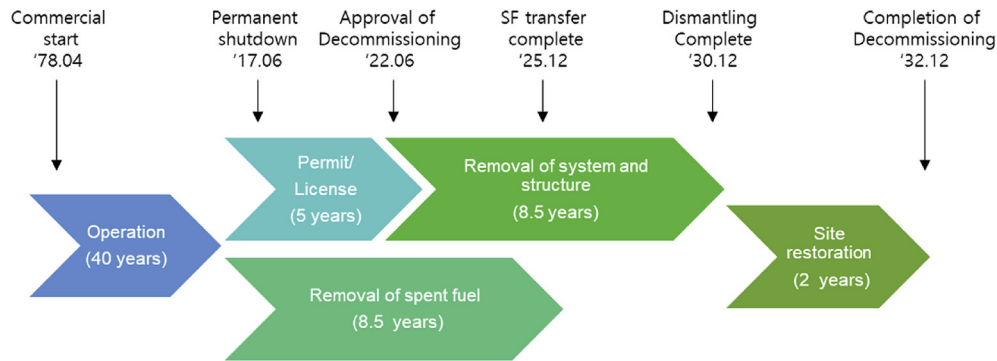 Commercial
start
‘78.04
Permanent
shutdown
‘17.06
Approval of
Decommissioning
‘22.06
SF transfer
complete
‘25.12
Dismantling
Complete
‘30.12
Completion of
Decommissioning
‘32.12
Operation
(40 years)
Permit/
License
(5 years)
Removal of system and
structure
(8.5 years)
Removal of spent fuel
(8.5 years)
Site
restoration
(2 years)